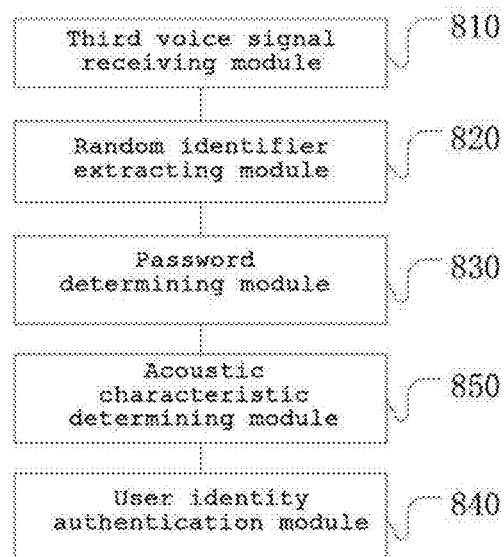 Third voice signal
receiving module
810
Random identifier
extracting module
820
Password
determining module
830
Acoustic
characteristic
determining module
850
User identity
authentication module
840